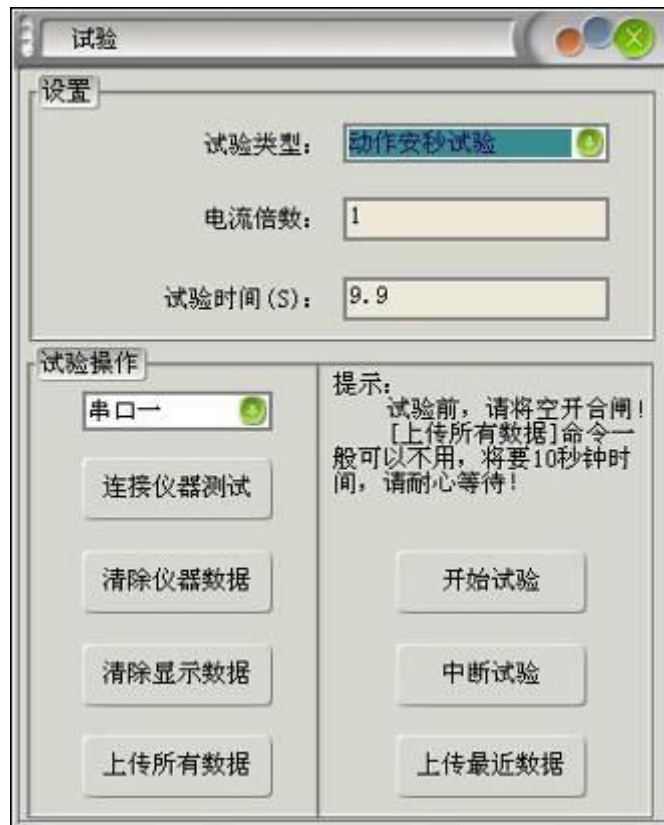 试验
设置
试验类型：
动作安秒试验
电流倍数：
1
试验时间(S)：
9.9
试验操作
串口一
连接仪器测试
清除仪器数据
清除显示数据
上传所有数据
提示：
试验前，请将空开合闸！
[上传所有数据]命令一
般可以不用，将要10秒钟时
间，请耐心等待！
开始试验
中断试验
上传最近数据